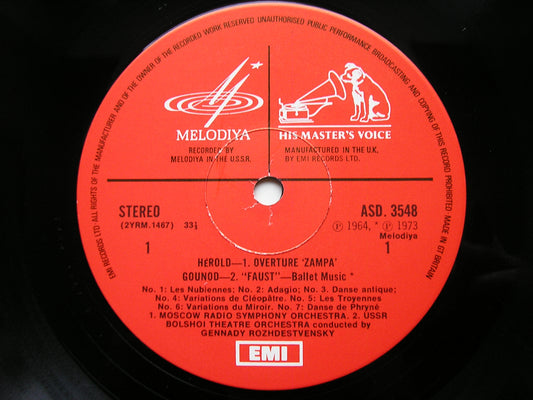 EMI RECORDS LTD ALL RIGHTS OF THE MANUFACTURER AND OF THE OWNER OF THE RECORDED WORK RESERVED UNAUTHORISED PUBLIC PERFORMANCE BROADCASTING AND COPYING OF THIS RECORD PROHIBITED MADE IN GT BRITAIN
MELODIYA
RECORDED BY
MELODIYA IN THE U.S.S.R.
HIS MASTER'S VOICE
MANUFACTURED IN THE U.K.
BY EMI RECORDS LTD.
STEREO
(2YRM.1467) 33⅓
1
ASD. 3548
Ⓟ 1964, * Ⓟ 1973
Melodiya
1
HéROLD—1. OVERTURE 'ZAMPA'
GOUNOD—2. "FAUST"—Ballet Music *
No. 1: Les Nubiennes; No. 2: Adagio; No. 3. Danse antique;
No. 4: Variations de Cléopâtre. No. 5: Les Troyennes
No. 6: Variations du Miroir. No. 7: Danse de Phryné
1. MOSCOW RADIO SYMPHONY ORCHESTRA. 2. USSR
BOLSHOI THEATRE ORCHESTRA conducted by
GENNADY ROZHDESTVENSKY
EMI